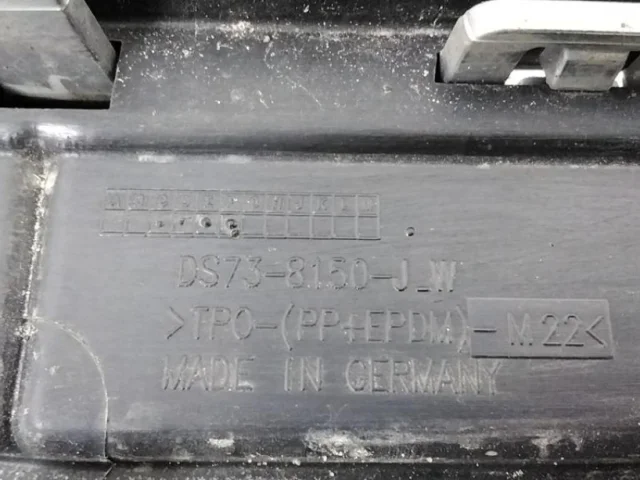 DS73-8150-J_W
>TPO-(PP+EPDM)-M22<
MADE IN GERMANY